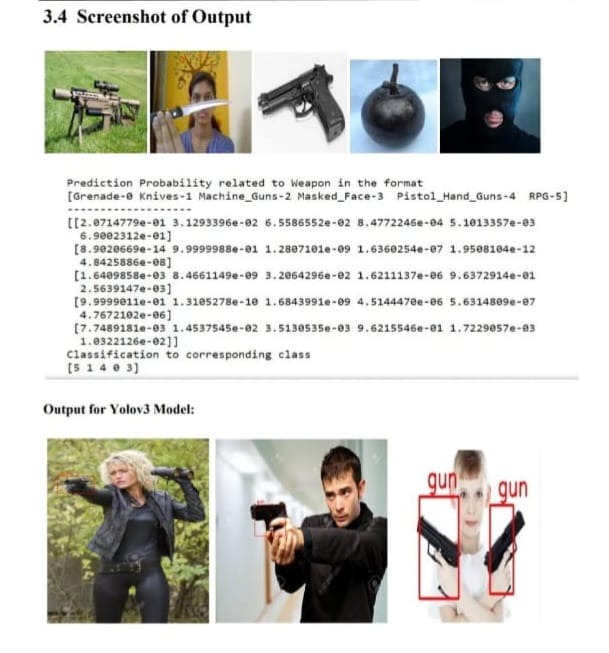 3.4 Screenshot of Output
Prediction Probability related to Weapon in the format
[Grenade-0 Knives-1 Machine_Guns-2 Masked_Face-3 Pistol_Hand_Guns-4 RPG-5]
--------------------
[[2.0714779e-01 3.1293396e-02 6.5586552e-02 8.4772246e-04 5.1013357e-03
6.9002312e-01]
[8.9020669e-14 9.9999988e-01 1.2807101e-09 1.6360254e-07 1.9508104e-12
4.8425886e-08]
[1.6409858e-03 8.4661149e-09 3.2064296e-02 1.6211137e-06 9.6372914e-01
2.5639147e-03]
[9.9999011e-01 1.3105278e-10 1.6843991e-09 4.5144470e-06 5.6314809e-07
4.7672102e-06]
[7.7489181e-03 1.4537545e-02 3.5130535e-03 9.6215546e-01 1.7229057e-03
1.0322126e-02]]
Classification to corresponding class
[5 1 4 0 3]
Output for Yolov3 Model:
gun
gun